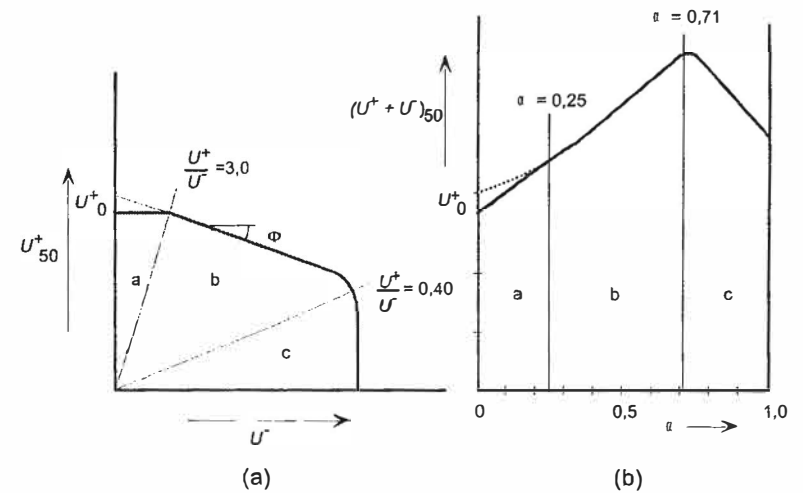 U⁺₅₀
U⁺₀
U⁺/U⁻ =3,0
Φ
a
b
U⁺/U⁻ =0,40
c
U⁻
(a)
(U⁺ + U⁻)₅₀
α = 0,25
α = 0,71
U⁺₀
a
b
c
0
0,5
1,0
α
(b)